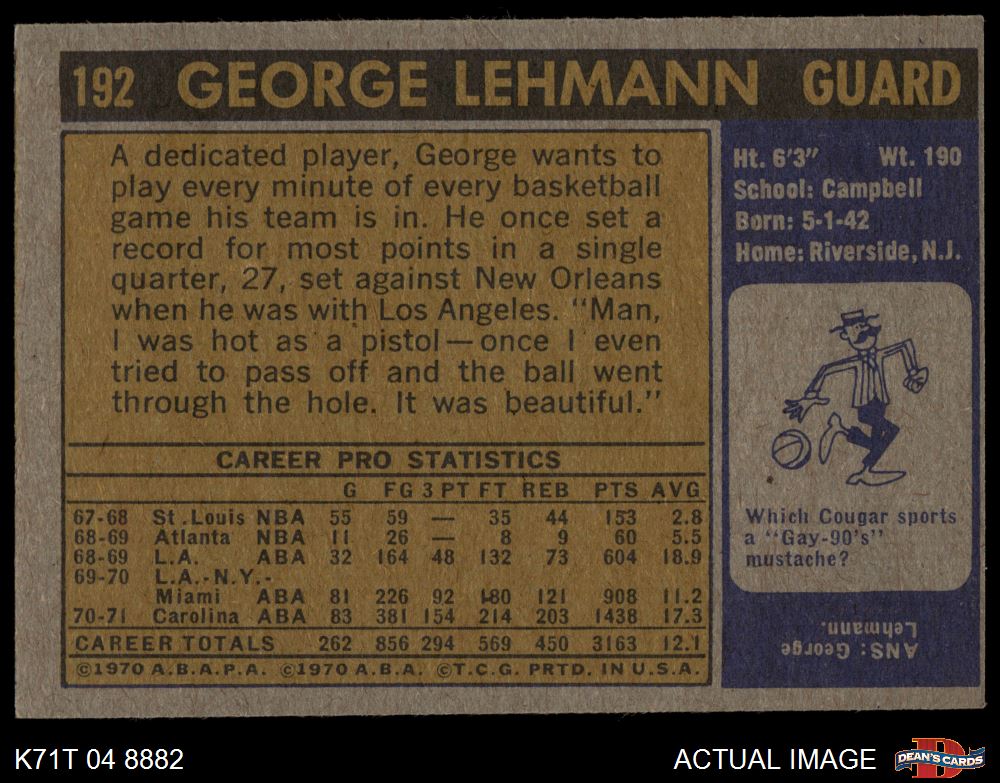 192 GEORGE LEHMANN GUARD
A dedicated player, George wants to
play every minute of every basketball
game his team is in. He once set a
record for most points in a single
quarter, 27, set against New Orleans
when he was with Los Angeles. "Man,
I was hot as a pistol—once I even
tried to pass off and the ball went
through the hole. It was beautiful."
CAREER PRO STATISTICS
G FG 3 PT FT REB PTS AVG
67-68 St. Louis NBA 55 59 — 35 44 153 2.8
68-69 Atlanta NBA 11 26 — 8 9 60 5.5
68-69 L.A. ABA 32 164 48 132 73 604 18.9
69-70 L.A.-N.Y.-
Miami ABA 81 226 92 180 121 908 11.2
70-71 Carolina ABA 83 381 154 214 203 1438 17.3
CAREER TOTALS 262 856 294 569 450 3163 12.1
©1970 A.B.A.P.A. ©1970 A.B.A. ©T.C.G. PRTD. IN U.S.A.
Ht. 6'3" Wt. 190
School: Campbell
Born: 5-1-42
Home: Riverside, N.J.
Which Cougar sports
a "Gay-90's"
mustache?
ANS: George
Lehmann.
K71T 04 8882
ACTUAL IMAGE
D
DEAN'S CARDS